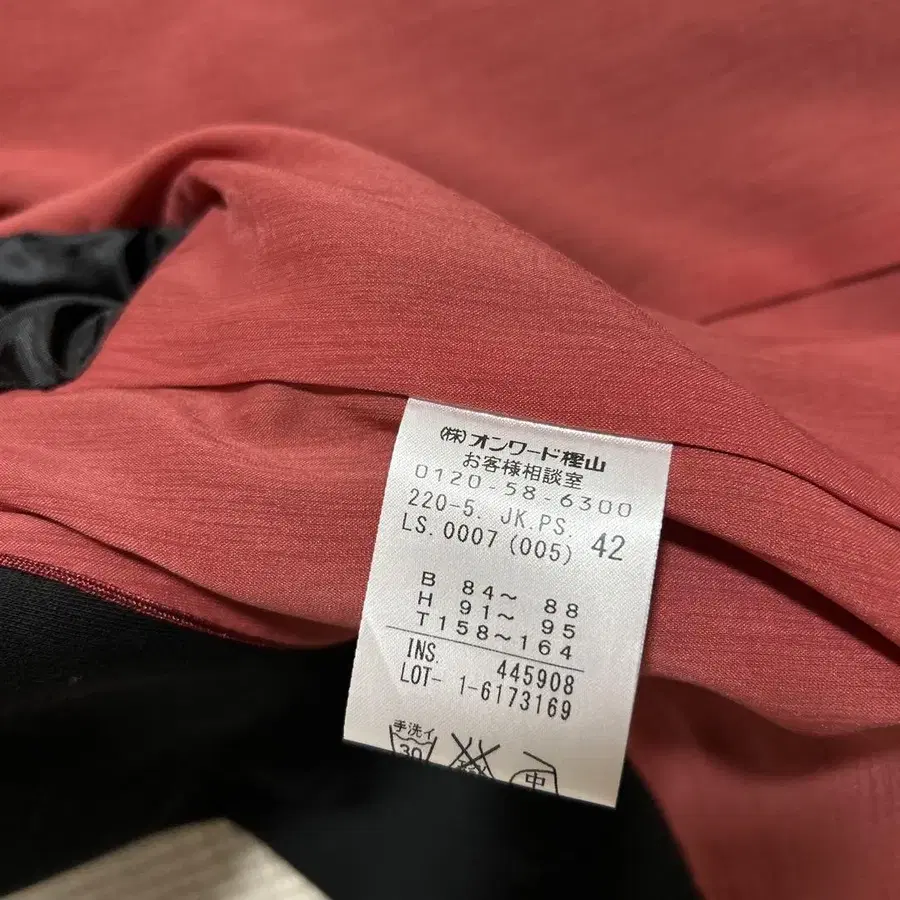 (株)オンワード樫山
お客様相談室
0120-58-6300
220-5. JK.PS.
LS.0007(005) 42
B 84～ 88
H 91～ 95
T158～164
INS. 445908
LOT- 1-6173169
手洗イ
30
中